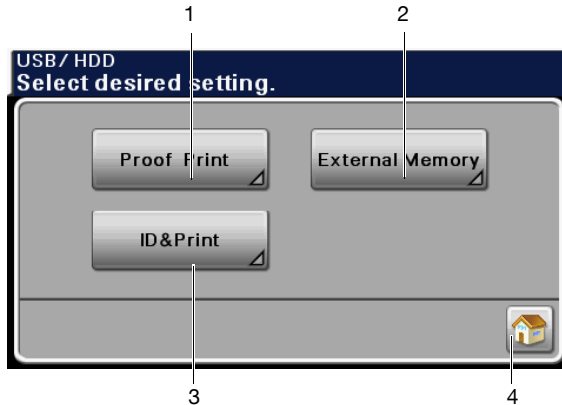 1 2
USB/HDD
Select desired setting.
Proof Print External Memory
ID&Print
3 4